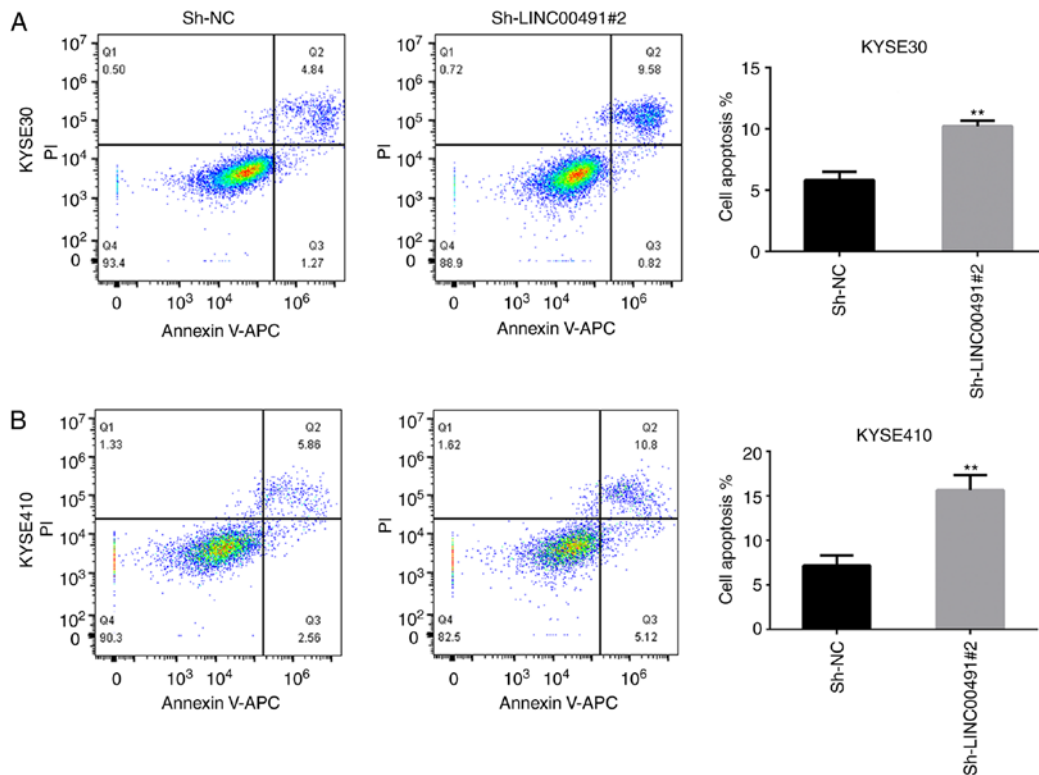 A
Sh-NC
Sh-LINC00491#2
KYSE30
PI
10⁷
10⁶
10⁵
10⁴
10³
10²
0
Q1
0.50
Q2
4.84
Q4
93.4
Q3
1.27
0
10³
10⁴
10⁶
Annexin V-APC
PI
10⁷
10⁶
10⁵
10⁴
10³
10²
0
Q1
0.72
Q2
9.58
Q4
88.9
Q3
0.82
0
10³
10⁴
10⁶
Annexin V-APC
KYSE30
Cell apoptosis %
15
10
5
0
**
Sh-NC
Sh-LINC00491#2
B
KYSE410
PI
10⁷
10⁶
10⁵
10⁴
10³
10²
0
Q1
1.33
Q2
5.86
Q4
90.3
Q3
2.56
0
10³
10⁴
10⁶
Annexin V-APC
PI
10⁷
10⁶
10⁵
10⁴
10³
10²
0
Q1
1.62
Q2
10.8
Q4
82.5
Q3
5.12
0
10³
10⁴
10⁶
Annexin V-APC
KYSE410
Cell apoptosis %
20
15
10
5
0
**
Sh-NC
Sh-LINC00491#2